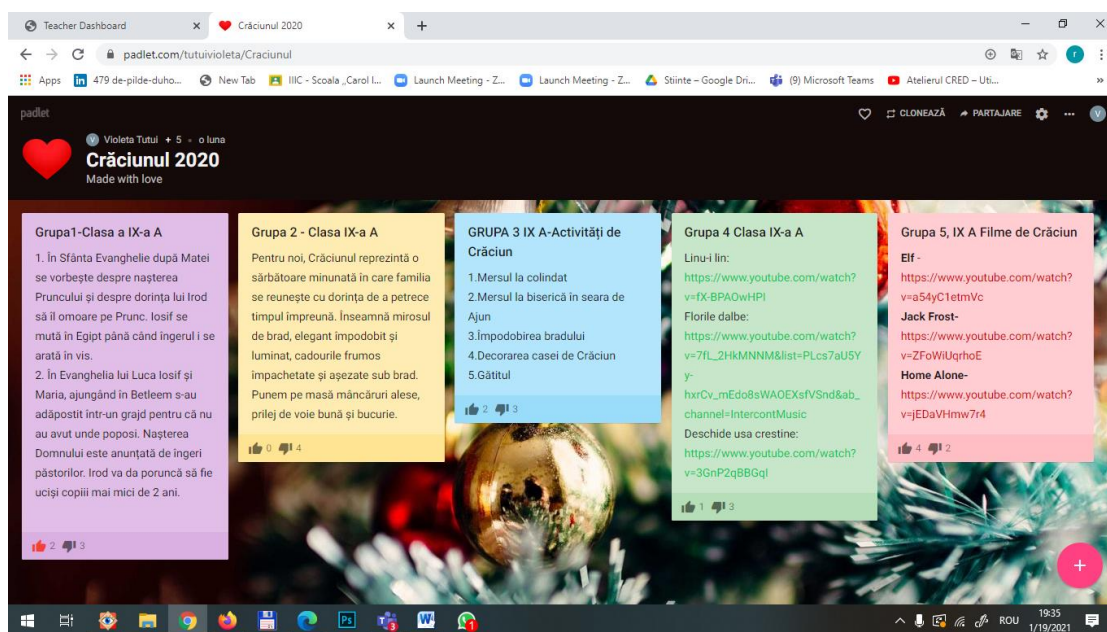 Teacher Dashboard
Crăciunul 2020
padlet.com/tutuivioleta/Craciunul
Apps
479 de-pilde-duho...
New Tab
IIIC - Scoala „Carol I...
Launch Meeting - Z...
Launch Meeting - Z...
Stiinte – Google Dri...
(9) Microsoft Teams
Atelierul CRED – Uti...
padlet
CLONEAZĂ
PARTAJARE
Violeta Tutui + 5 • o luna
Crăciunul 2020
Made with love
Grupa1-Clasa a IX-a A
1. În Sfânta Evanghelie după Matei
se vorbește despre nașterea
Pruncului și despre dorința lui Irod
să îl omoare pe Prunc. Iosif se
mută în Egipt până când îngerul i se
arată în vis.
2. În Evanghelia lui Luca Iosif și
Maria, ajungând in Betleem s-au
adăpostit într-un grajd pentru că nu
au avut unde poposi. Nașterea
Domnului este anunțată de îngeri
păstorilor. Irod va da poruncă să fie
uciși copiii mai mici de 2 ani.
2 3
Grupa 2 - Clasa IX-a A
Pentru noi, Crăciunul reprezintă o
sărbătoare minunată in care familia
se reunește cu dorința de a petrece
timpul împreună. Înseamnă mirosul
de brad, elegant împodobit și
luminat, cadourile frumos
împachetate și așezate sub brad.
Punem pe masă mâncăruri alese,
prilej de voie bună și bucurie.
0 4
GRUPA 3 IX A-Activități de
Crăciun
1.Mersul la colindat
2.Mersul la biserică în seara de
Ajun
3.Împodobirea bradului
4.Decorarea casei de Crăciun
5.Gătitul
2 3
Grupa 4 Clasa IX-a A
Linu-i lin:
https://www.youtube.com/watch?
v=fX-BPAOwHPI
Florile dalbe:
https://www.youtube.com/watch?
v=7fL_2HkMNNM&list=PLcs7aU5Y
y-
hxrCv_mEdo8sWAOEXsfVSnd&ab_
channel=IntercontMusic
Deschide usa crestine:
https://www.youtube.com/watch?
v=3GnP2qBBGqI
1 3
Grupa 5, IX A Filme de Crăciun
Elf -
https://www.youtube.com/watch?
v=a54yC1etmVc
Jack Frost-
https://www.youtube.com/watch?
v=ZFoWiUqrhoE
Home Alone-
https://www.youtube.com/watch?
v=jEDaVHmw7r4
4 2
ROU
19:35
1/19/2021